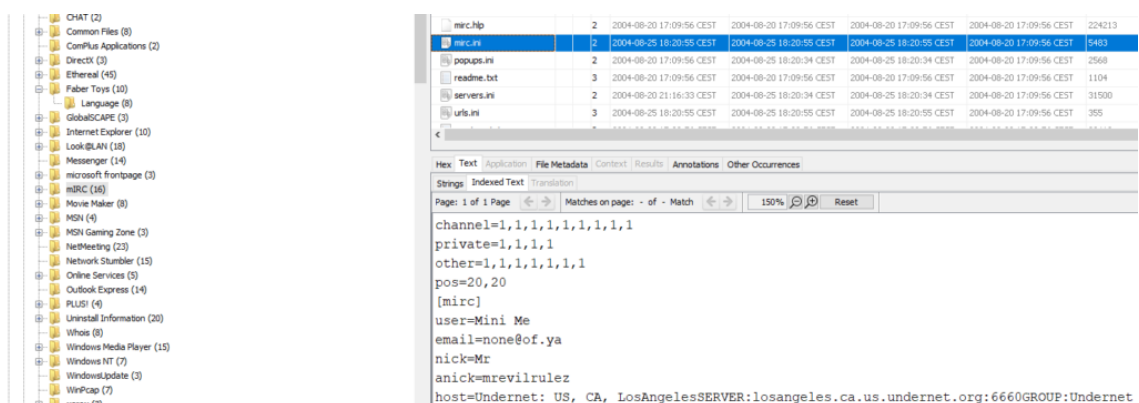 CHAT (2)
Common Files (8)
ComPlus Applications (2)
DirectX (3)
Ethereal (45)
Faber Toys (10)
Language (8)
GlobalSCAPE (3)
Internet Explorer (10)
Look@LAN (18)
Messenger (14)
microsoft frontpage (3)
mIRC (16)
Movie Maker (8)
MSN (4)
MSN Gaming Zone (3)
NetMeeting (23)
Network Stumbler (15)
Online Services (5)
Outlook Express (14)
PLUS! (4)
Uninstall Information (20)
Whois (8)
Windows Media Player (15)
Windows NT (7)
WindowsUpdate (3)
WinPcap (7)
mirc.hlp 2 2004-08-20 17:09:56 CEST 2004-08-20 17:09:56 CEST 2004-08-20 17:09:56 CEST 2004-08-20 17:09:56 CEST 224213
mirc.ini 2 2004-08-25 18:20:55 CEST 2004-08-25 18:20:55 CEST 2004-08-25 18:20:55 CEST 2004-08-20 17:09:56 CEST 5483
popups.ini 2 2004-08-20 17:09:56 CEST 2004-08-25 18:20:34 CEST 2004-08-25 18:20:34 CEST 2004-08-20 17:09:56 CEST 2568
readme.txt 3 2004-08-20 17:09:56 CEST 2004-08-20 17:09:56 CEST 2004-08-20 17:09:56 CEST 2004-08-20 17:09:56 CEST 1104
servers.ini 2 2004-08-20 21:16:33 CEST 2004-08-25 18:20:34 CEST 2004-08-25 18:20:34 CEST 2004-08-20 17:09:56 CEST 31500
urls.ini 3 2004-08-25 18:20:55 CEST 2004-08-25 18:20:55 CEST 2004-08-25 18:20:55 CEST 2004-08-20 17:09:56 CEST 355
Hex Text Application File Metadata Context Results Annotations Other Occurrences
Strings Indexed Text Translation
Page: 1 of 1 Page Matches on page: - of - Match 150% Reset
channel=1,1,1,1,1,1,1,1,1
private=1,1,1,1
other=1,1,1,1,1,1,1
pos=20,20
[mirc]
user=Mini Me
email=none@of.ya
nick=Mr
anick=mrevilrulez
host=Undernet: US, CA, LosAngelesSERVER:losangeles.ca.us.undernet.org:6660GROUP:Undernet